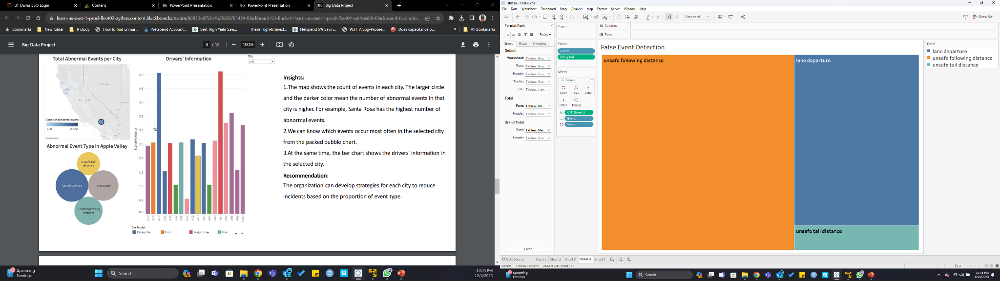 UT Dallas SSO Login
Content
PowerPoint Presentation
PowerPoint Presentation
Big Data Project
learn-us-east-1-prod-fleet02-xythos.content.blackboardcdn.com/6093de9f52e1b/38397814?X-Blackboard-S3-Bucket=learn-us-east-1-prod-fleet01-xythos&X-Blackboard-Expiratio...
Bookmarks
New folder
R study
How to find unmar...
Netspend Account:...
Best High Yield Savi...
These High-Interest...
Netspend 5% Savin...
W37_AILog-Procee...
Does capacitance o...
»
All Bookmarks
Big Data Project
8 / 12
100%
Total Abnormal Events per City
Nevada
California
Count of abnormal event
108
2,862
Abnormal Event Type in Apple Valley
unsafe tail
distance
lane departure
overspeed
unsafe following
distance
Drivers' Information
City
(All)
Scaled riskfactor
5.0
4.5
4.0
3.5
3.0
2.5
2.0
1.5
1.0
0.5
0.0
Car Model
Caterpillar
Ford
Freightliner
Hino
Insights:
1.The map shows the count of events in each city. The larger circle
and the darker color mean the number of abnormal events in that
city is higher. For example, Santa Rosa has the highest number of
abnormal events.
2.We can know which events occur most often in the selected city
from the packed bubble chart.
3.At the same time, the bar chart shows the drivers' information in
the selected city.
Recommendation:
The organization can develop strategies for each city to reduce
incidents based on the proportion of event type.
Upcoming
Earnings
Search
10:05 PM
12/4/2023
Tableau - Final-rucha
File
Data
Worksheet
Dashboard
Story
Analysis
Map
Format
Server
Window
Help
Standard
Show Me
Format Font
Fields
Sheet
Rows
Columns
Default
Worksheet: Tableau Boo...
Pane: Tableau Boo...
Header: Tableau Boo...
Tooltip: Tableau Boo...
Title: Tableau Ligh...
Total
Pane: Tableau Me...
Header: Tableau Boo...
Grand Total
Pane: Tableau Me...
Header: Tableau Boo...
Clear
Pages
Filters
Event
Idling Ind
Marks
Square
Color
Size
Label
Detail
Tooltip
CNT(Event)
Event
Event
Columns
Rows
False Event Detection
unsafe following distance
lane departure
unsafe tail distance
Event
lane departure
unsafe following distance
unsafe tail distance
Data Source
Sheet 1
Sheet 2
Sheet 3
Sheet 4
Sheet 5
3 marks
1 row by 1 column
SUM of CNT(Event): 61
Upcoming
Earnings
Search
10:05 PM
12/4/2023